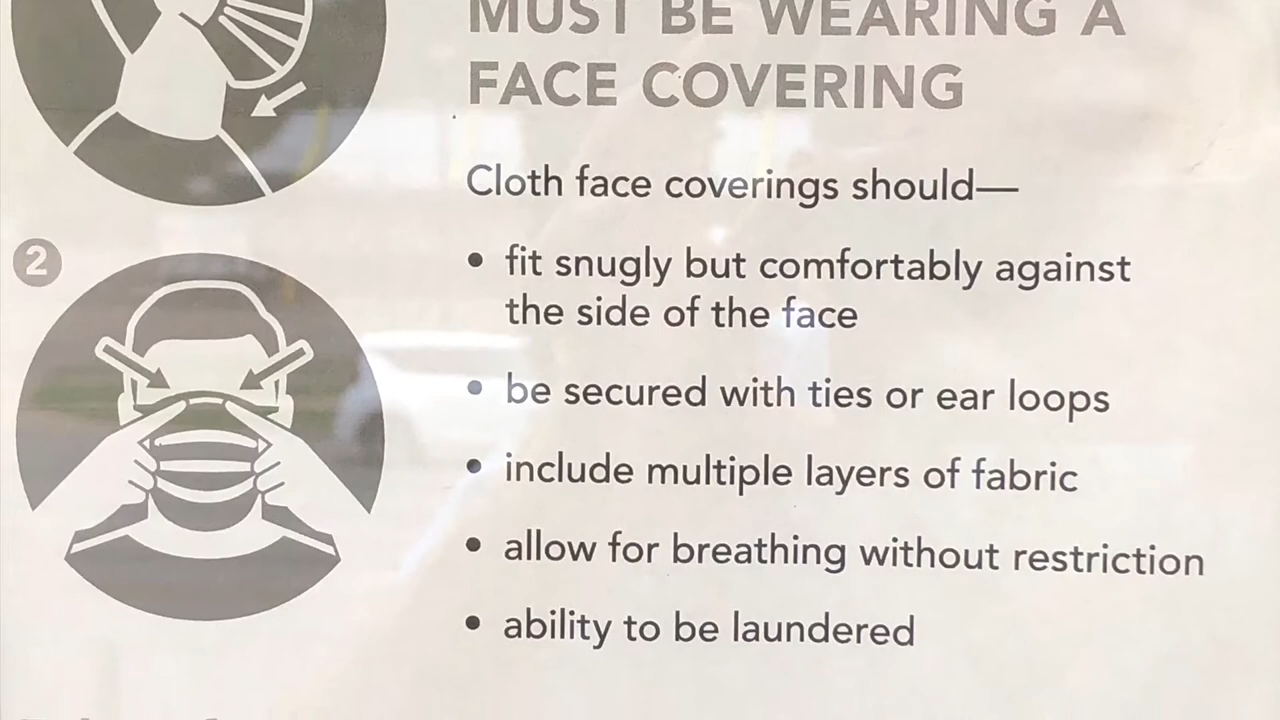 MUST BE WEARING A
FACE COVERING
Cloth face coverings should—
• fit snugly but comfortably against
the side of the face
2
• be secured with ties or ear loops
• include multiple layers of fabric
• allow for breathing without restriction
• ability to be laundered